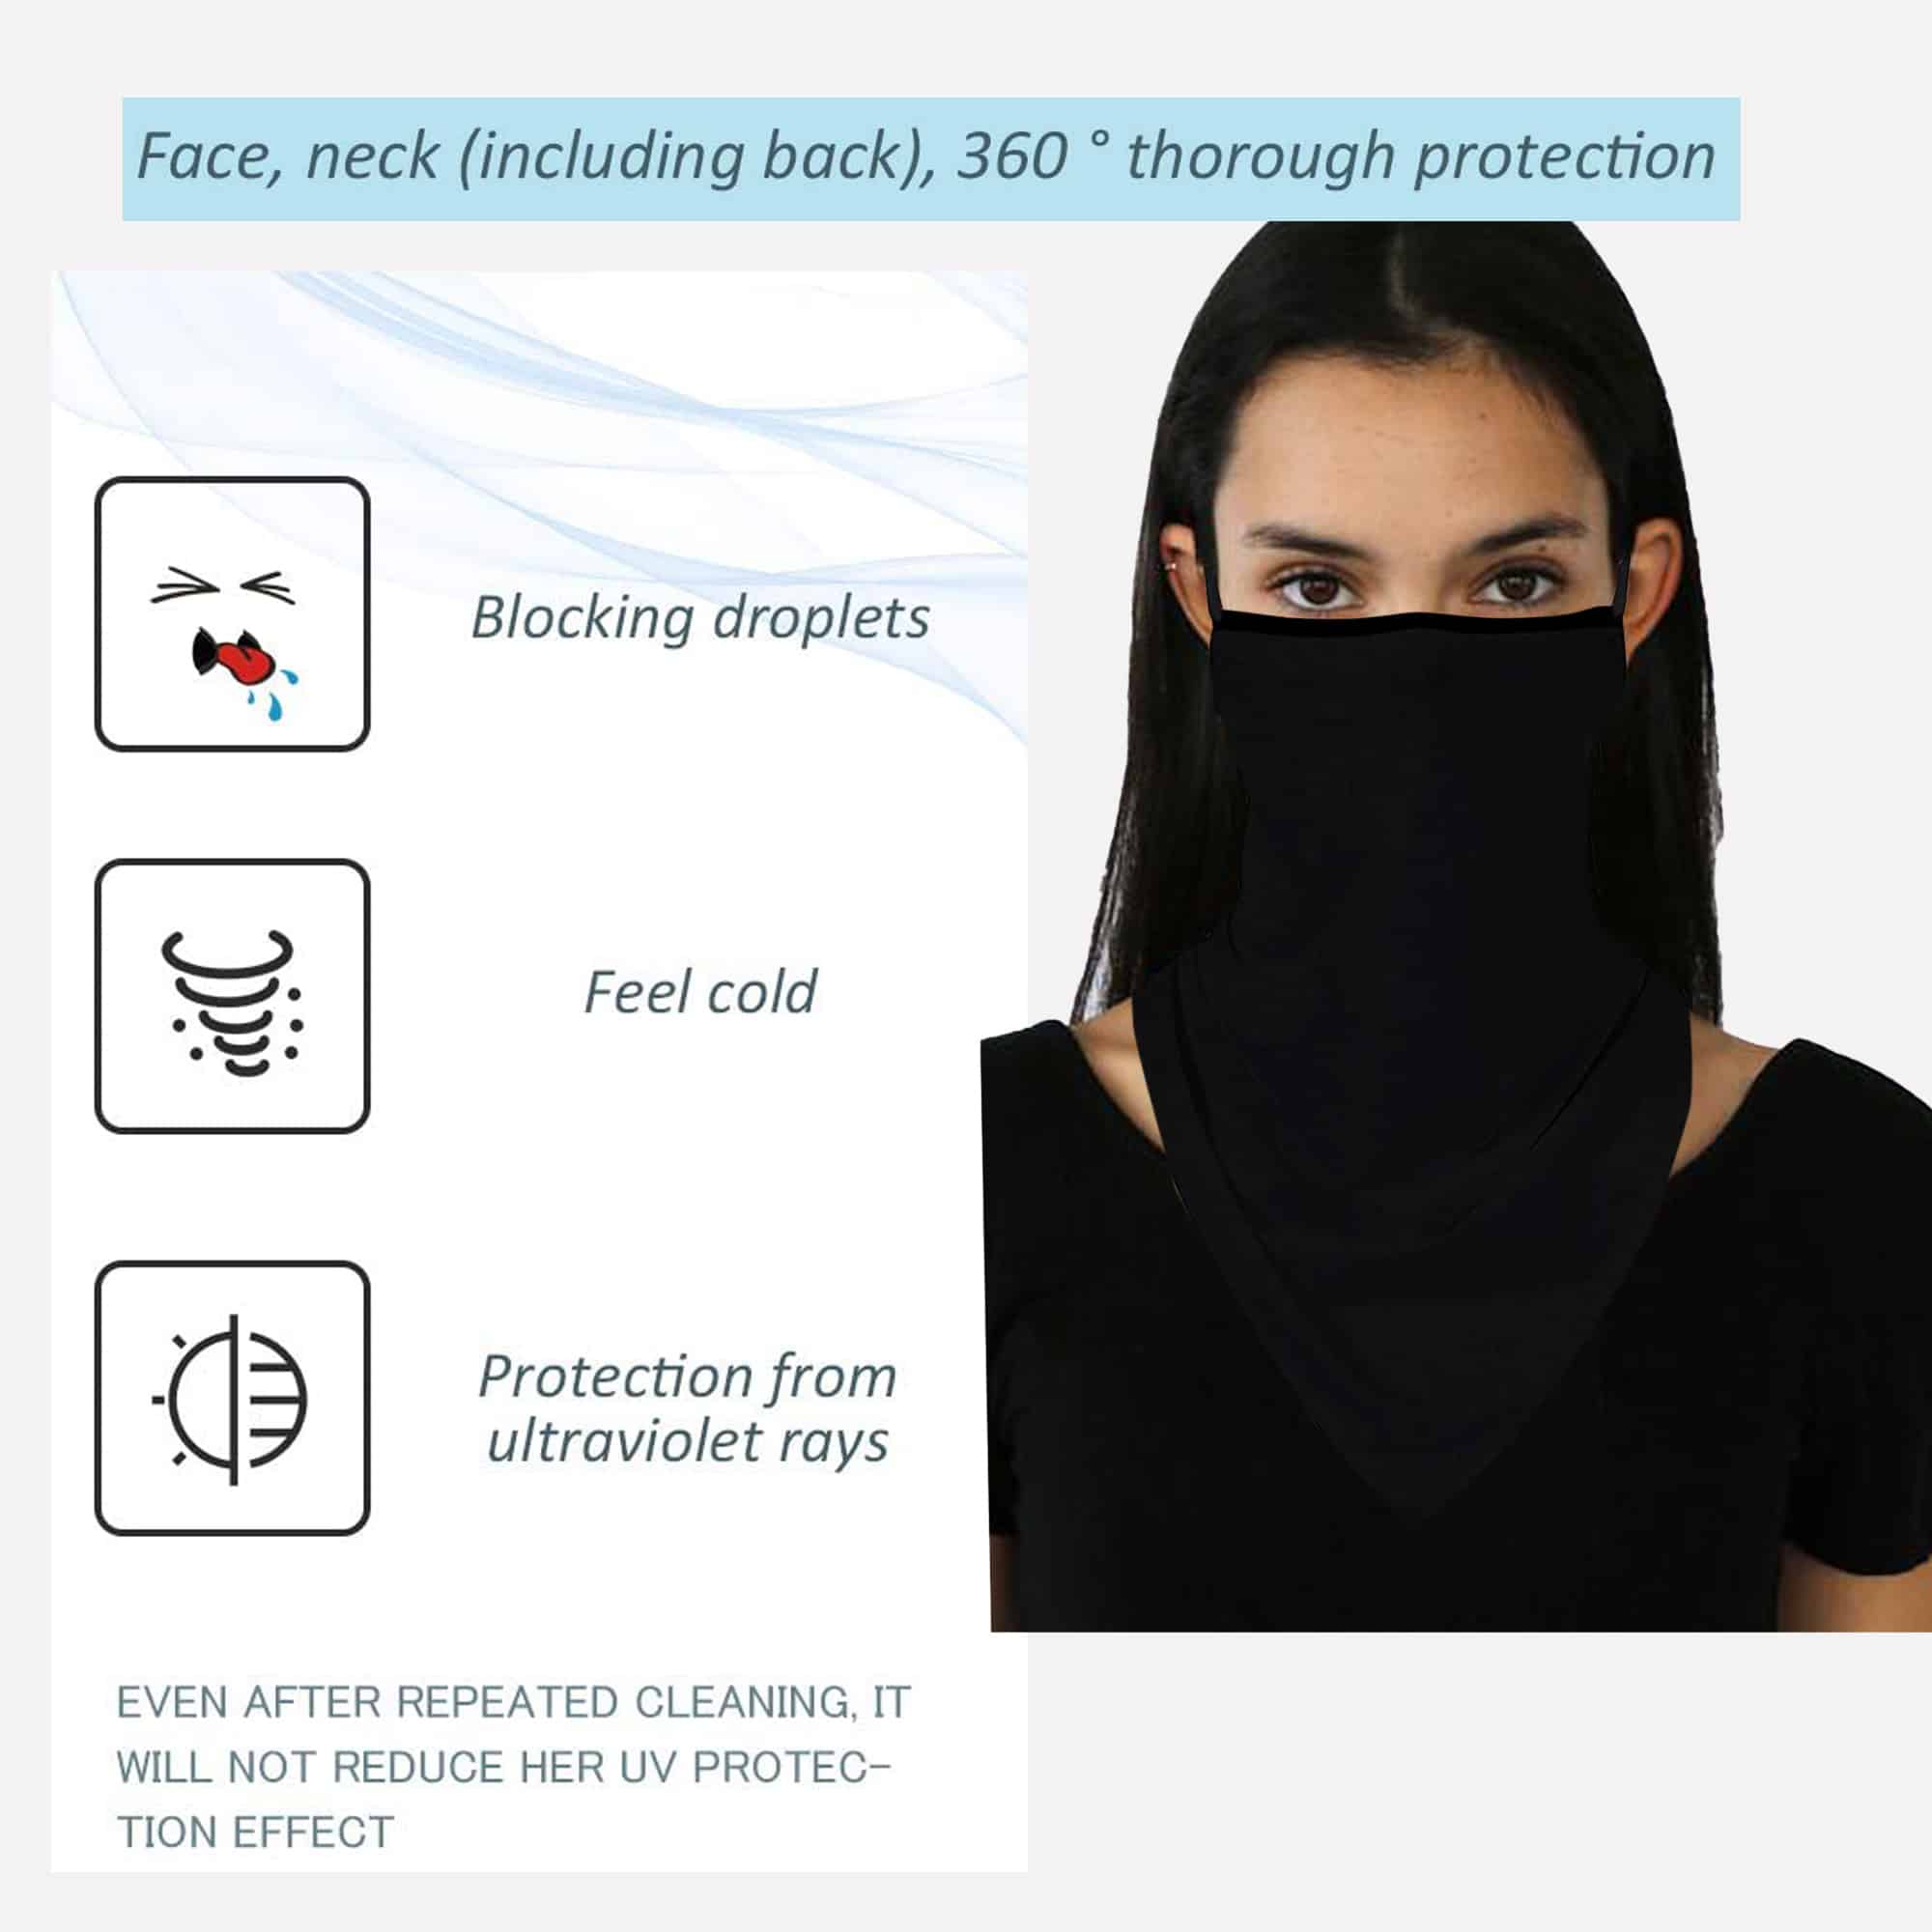 Face, neck (including back), 360 ° thorough protection
Blocking droplets
Feel cold
Protection from
ultraviolet rays
EVEN AFTER REPEATED CLEANING, IT
WILL NOT REDUCE HER UV PROTEC-
TION EFFECT